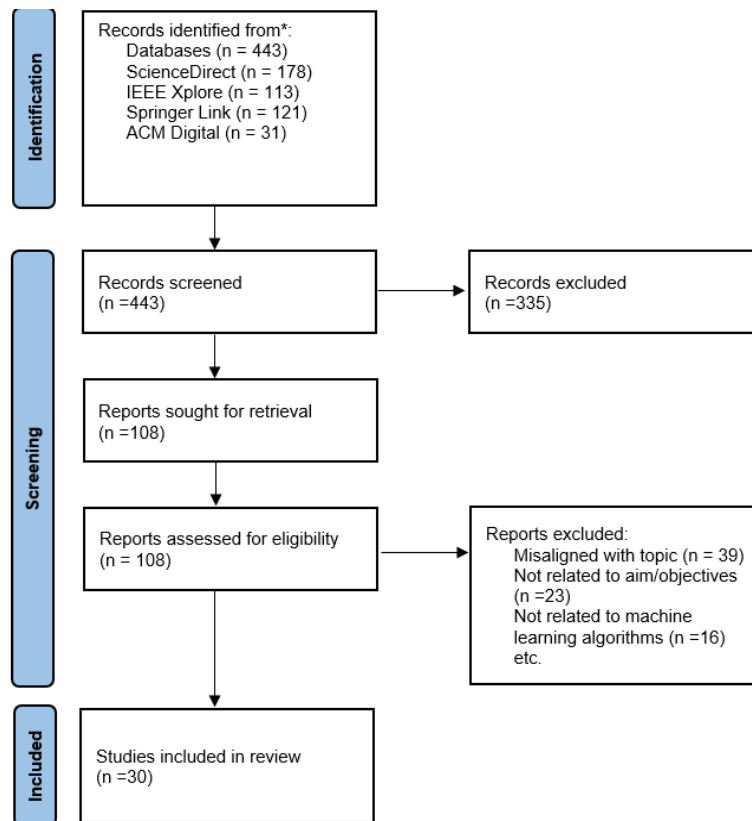 Identification
Records identified from*:
Databases (n = 443)
ScienceDirect (n = 178)
IEEE Xplore (n = 113)
Springer Link (n = 121)
ACM Digital (n = 31)
Screening
Records screened
(n =443)
Records excluded
(n =335)
Reports sought for retrieval
(n =108)
Reports assessed for eligibility
(n = 108)
Reports excluded:
Misaligned with topic (n = 39)
Not related to aim/objectives
(n =23)
Not related to machine
learning algorithms (n =16)
etc.
Included
Studies included in review
(n =30)